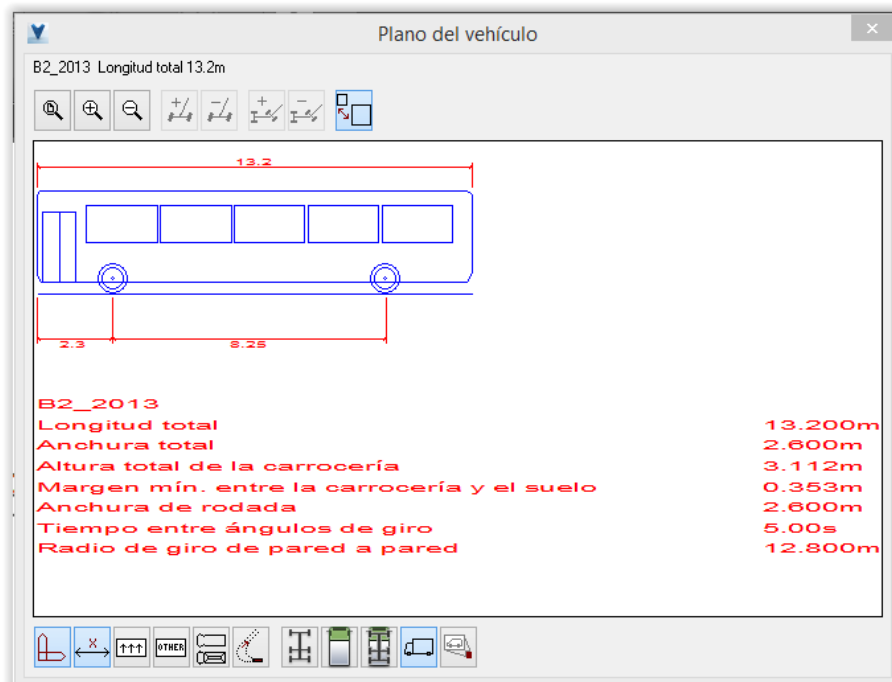 Plano del vehículo
B2_2013 Longitud total 13.2m
OTHER
13.2
2.3
8.25
B2_2013
Longitud total 13.200m
Anchura total 2.600m
Altura total de la carrocería 3.112m
Margen mín. entre la carrocería y el suelo 0.353m
Anchura de rodada 2.600m
Tiempo entre ángulos de giro 5.00s
Radio de giro de pared a pared 12.800m
X